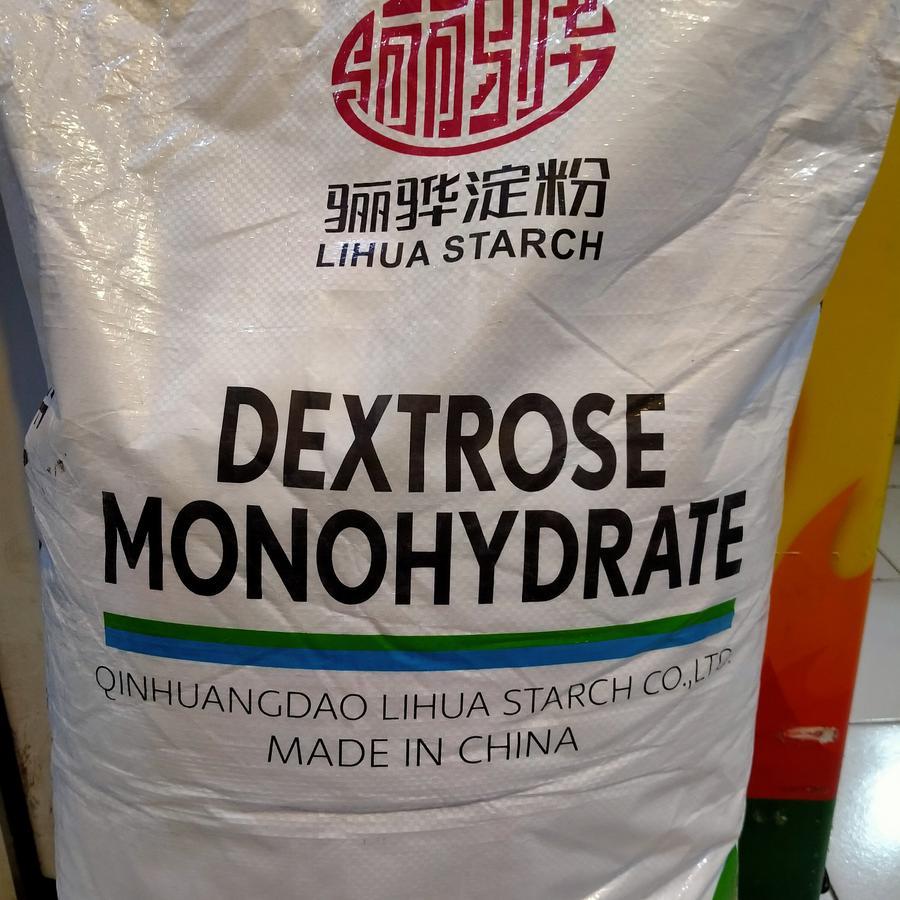 骊骅淀粉
LIHUA STARCH
DEXTROSE
MONOHYDRATE
QINHUANGDAO LIHUA STARCH CO.,LTD.
MADE IN CHINA